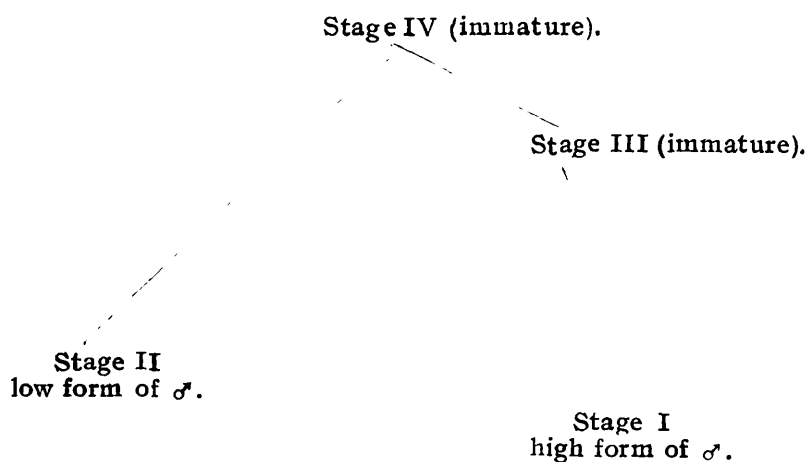 Stage IV (immature).
Stage III (immature).
Stage II
low form of ♂.
Stage I
high form of ♂.